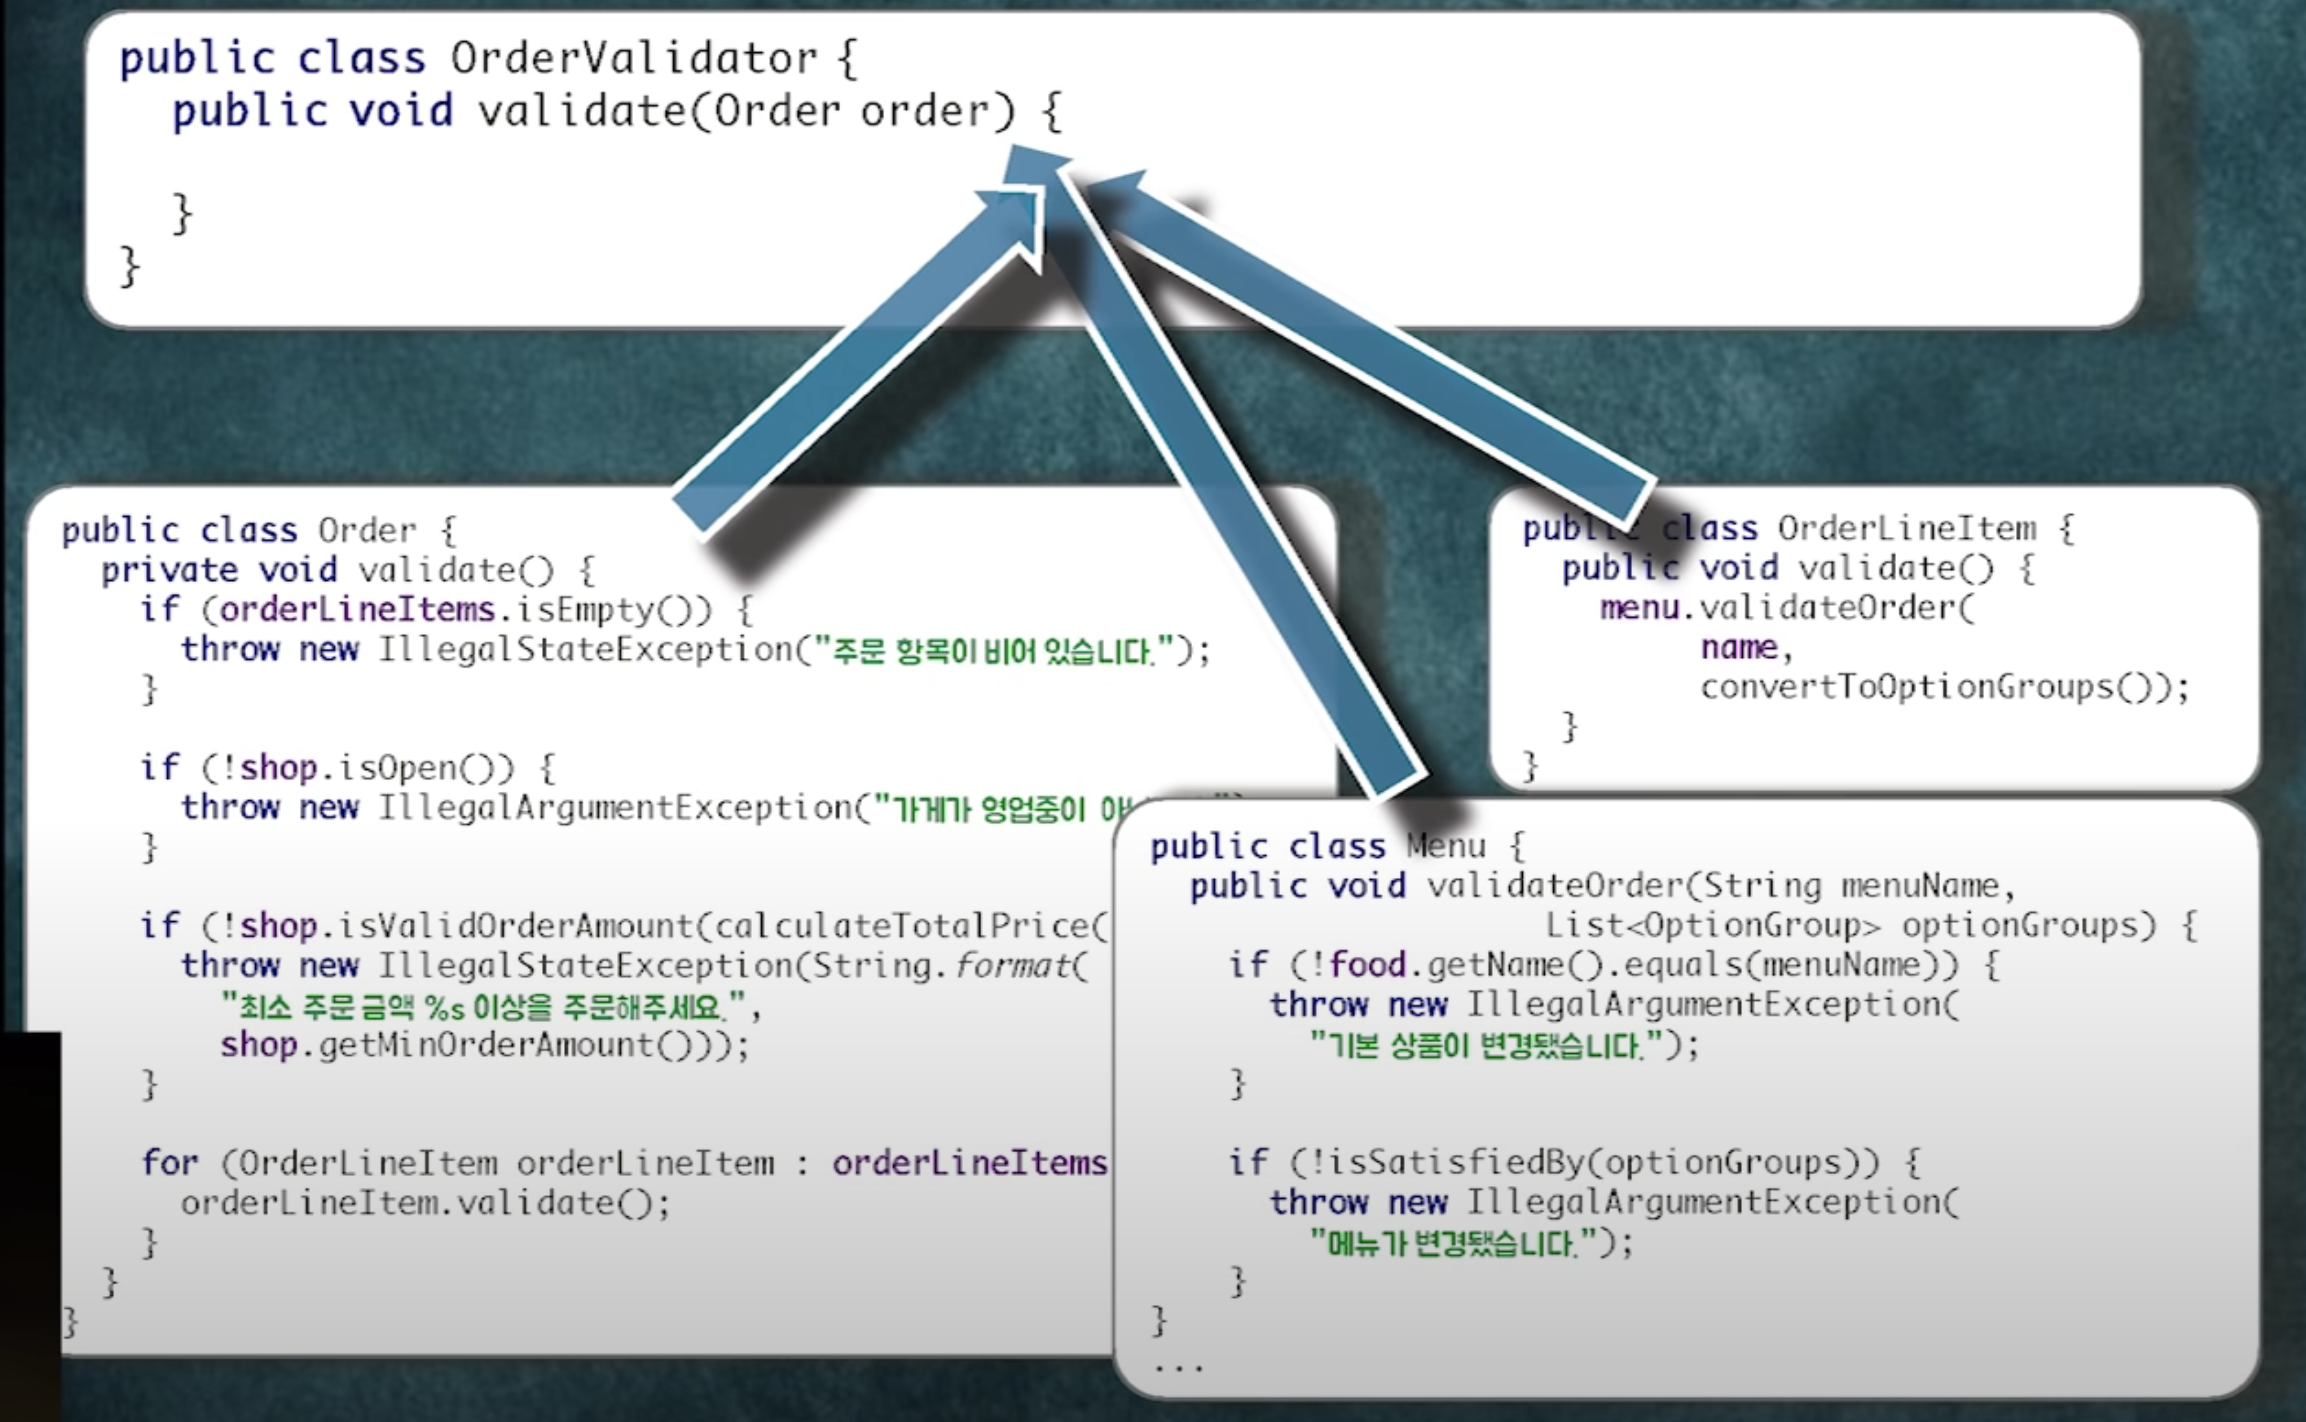 public class OrderValidator {
  public void validate(Order order) {

  }
}
public class Order {
  private void validate() {
    if (orderLineItems.isEmpty()) {
      throw new IllegalStateException("주문 항목이 비어 있습니다.");
    }

    if (!shop.isOpen()) {
      throw new IllegalArgumentException("가게가 영업중이
    }

    if (!shop.isValidOrderAmount(calculateTotalPrice(
      throw new IllegalStateException(String.format(
        "최소 주문 금액 %s 이상을 주문해주세요.",
        shop.getMinOrderAmount()));
    }

    for (OrderLineItem orderLineItem : orderLineItems
      orderLineItem.validate();
    }
  }
}
public class OrderLineItem {
  public void validate() {
    menu.validateOrder(
        name,
        convertToOptionGroups());
  }
}
public class Menu {
  public void validateOrder(String menuName,
                    List<OptionGroup> optionGroups) {
    if (!food.getName().equals(menuName)) {
      throw new IllegalArgumentException(
        "기본 상품이 변경됐습니다.");
    }

    if (!isSatisfiedBy(optionGroups)) {
      throw new IllegalArgumentException(
        "메뉴가 변경됐습니다.");
    }
}
...